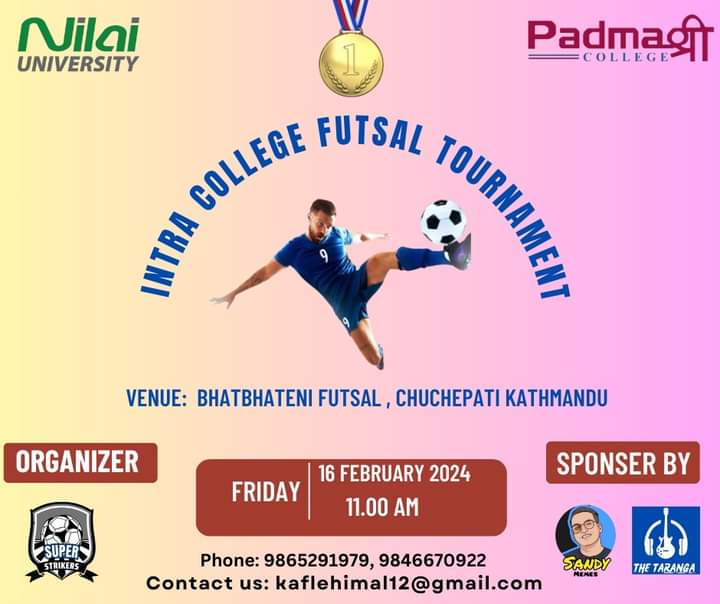 Nilai
UNIVERSITY
Padmaश्री
COLLEGE
1
INTRA COLLEGE FUTSAL TOURNAMENT
9
9
VENUE: BHATBHATENI FUTSAL , CHUCHEPATI KATHMANDU
ORGANIZER
FRIDAY
16 FEBRUARY 2024
11.00 AM
SPONSER BY
SUPER
STRIKERS
SANDY
MEMES
THE TARANGA
Phone: 9865291979, 9846670922
Contact us: kaflehimal12@gmail.com